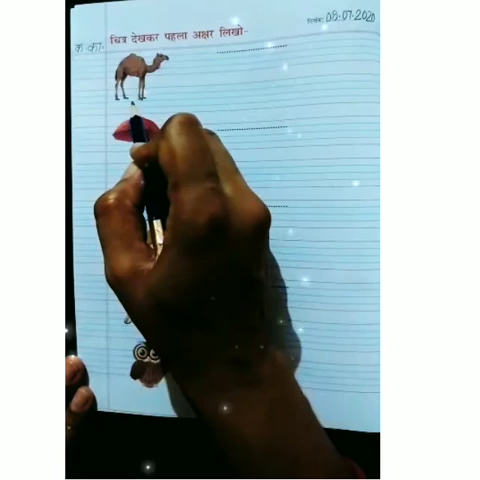 दिनांक: 08.07.2020
क.का. चित्र देखकर पहला अक्षर लिखो-